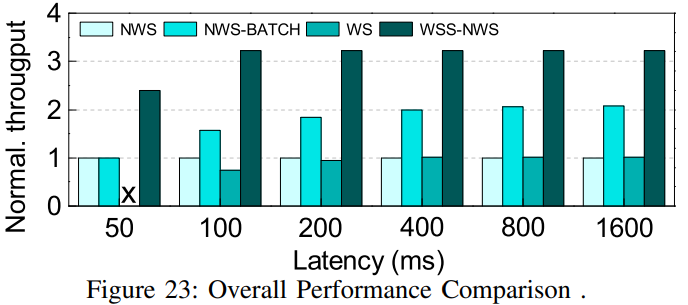 4
NWS NWS-BATCH WS WSS-NWS
3
2
1
0
Normal. througput
X
50 100 200 400 800 1600
Latency (ms)
Figure 23: Overall Performance Comparison .